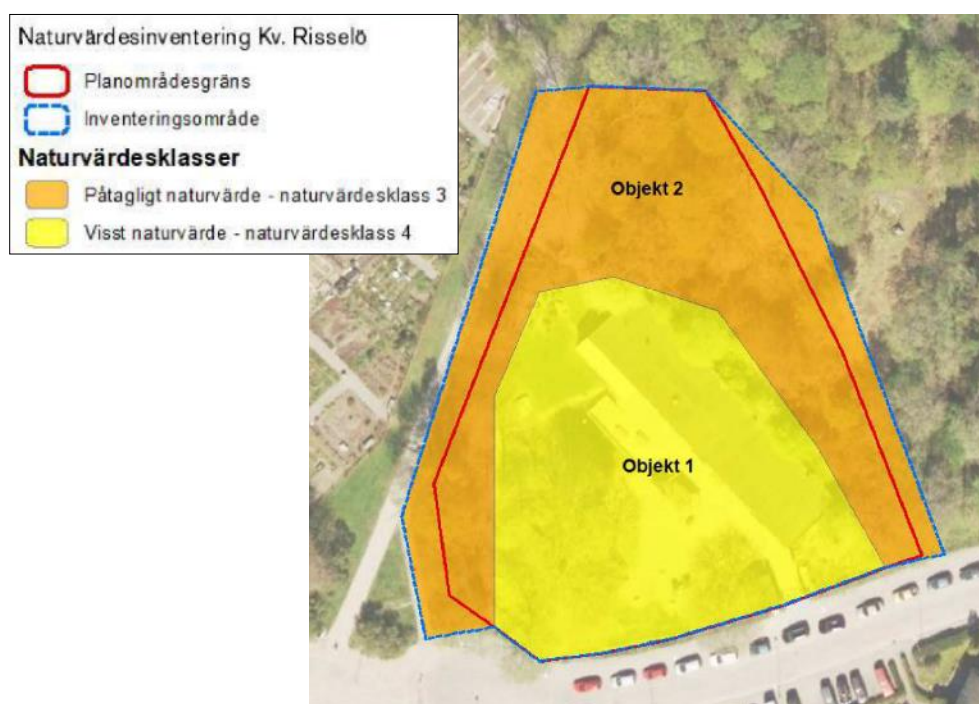 Naturvärdesinventering Kv. Risselö
Planområdesgräns
Inventeringsområde
Naturvärdesklasser
Påtagligt naturvärde - naturvärdesklass 3
Visst naturvärde - naturvärdesklass 4
Objekt 2
Objekt 1